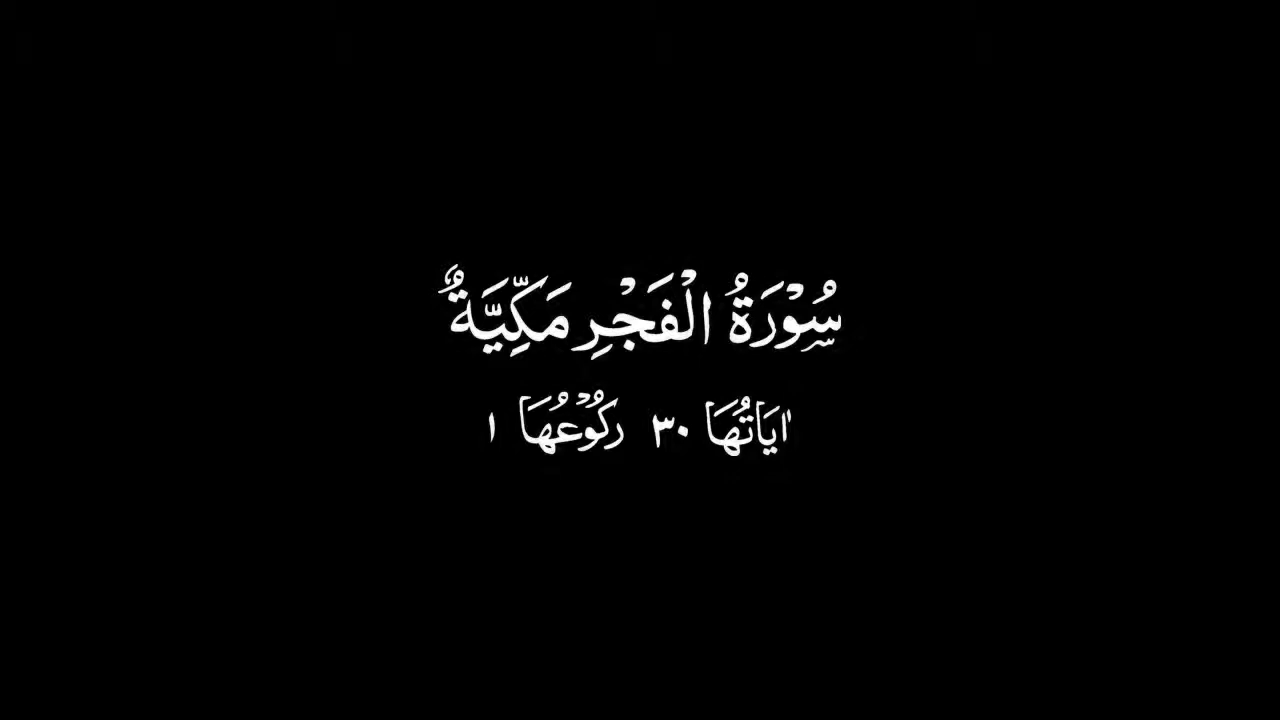 سُوْرَةُ الْفَجْرِ مَكِّيَّةٌ
اٰيَاتُهَا ٣٠ رُكُوْعُهَا ١